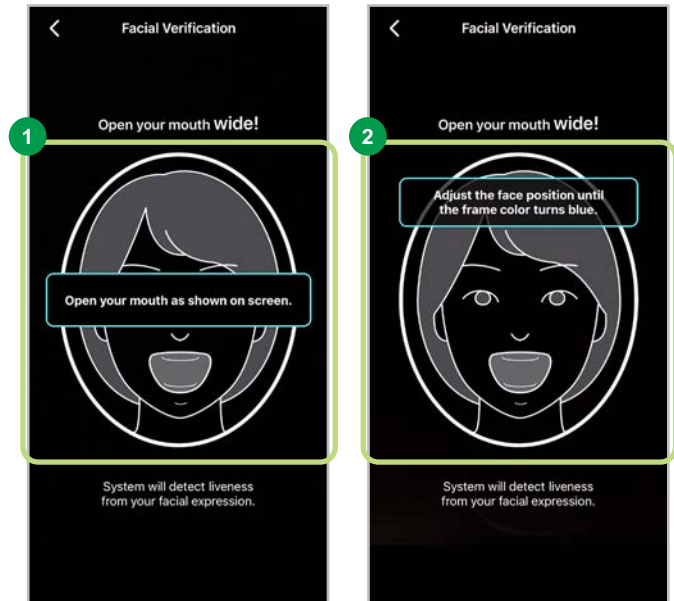 Facial Verification
Open your mouth wide!
1
Open your mouth as shown on screen.
System will detect liveness
from your facial expression.
Facial Verification
Open your mouth wide!
2
Adjust the face position until
the frame color turns blue.
System will detect liveness
from your facial expression.